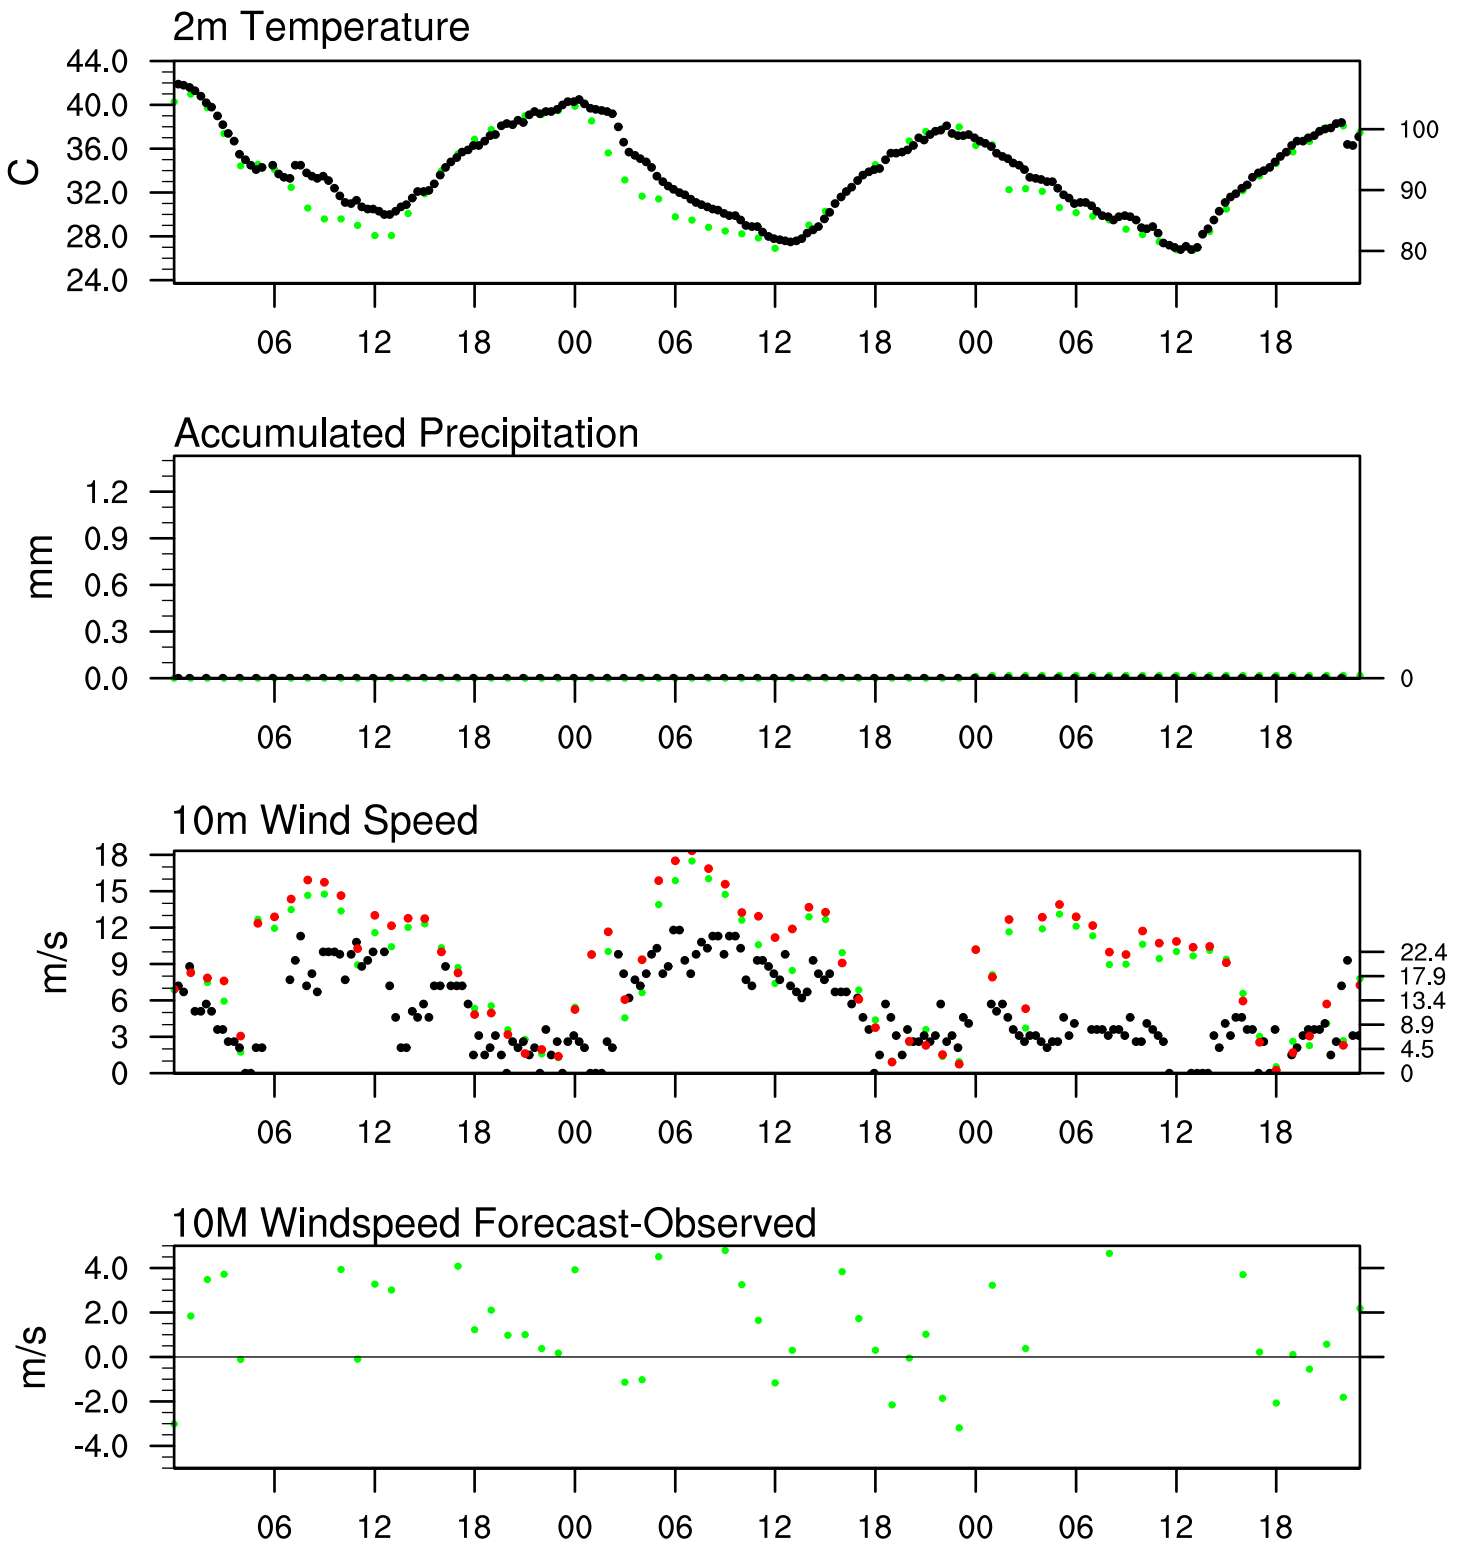 2m Temperature
44.0
40.0
36.0
32.0
28.0
24.0
C
100
90
80
06 12 18 00 06 12 18 00 06 12 18
Accumulated Precipitation
1.2
0.9
0.6
0.3
0.0
mm
0
06 12 18 00 06 12 18 00 06 12 18
10m Wind Speed
18
15
12
9
6
3
0
m/s
22.4
17.9
13.4
8.9
4.5
0
06 12 18 00 06 12 18 00 06 12 18
10M Windspeed Forecast-Observed
4.0
2.0
0.0
-2.0
-4.0
m/s
06 12 18 00 06 12 18 00 06 12 18